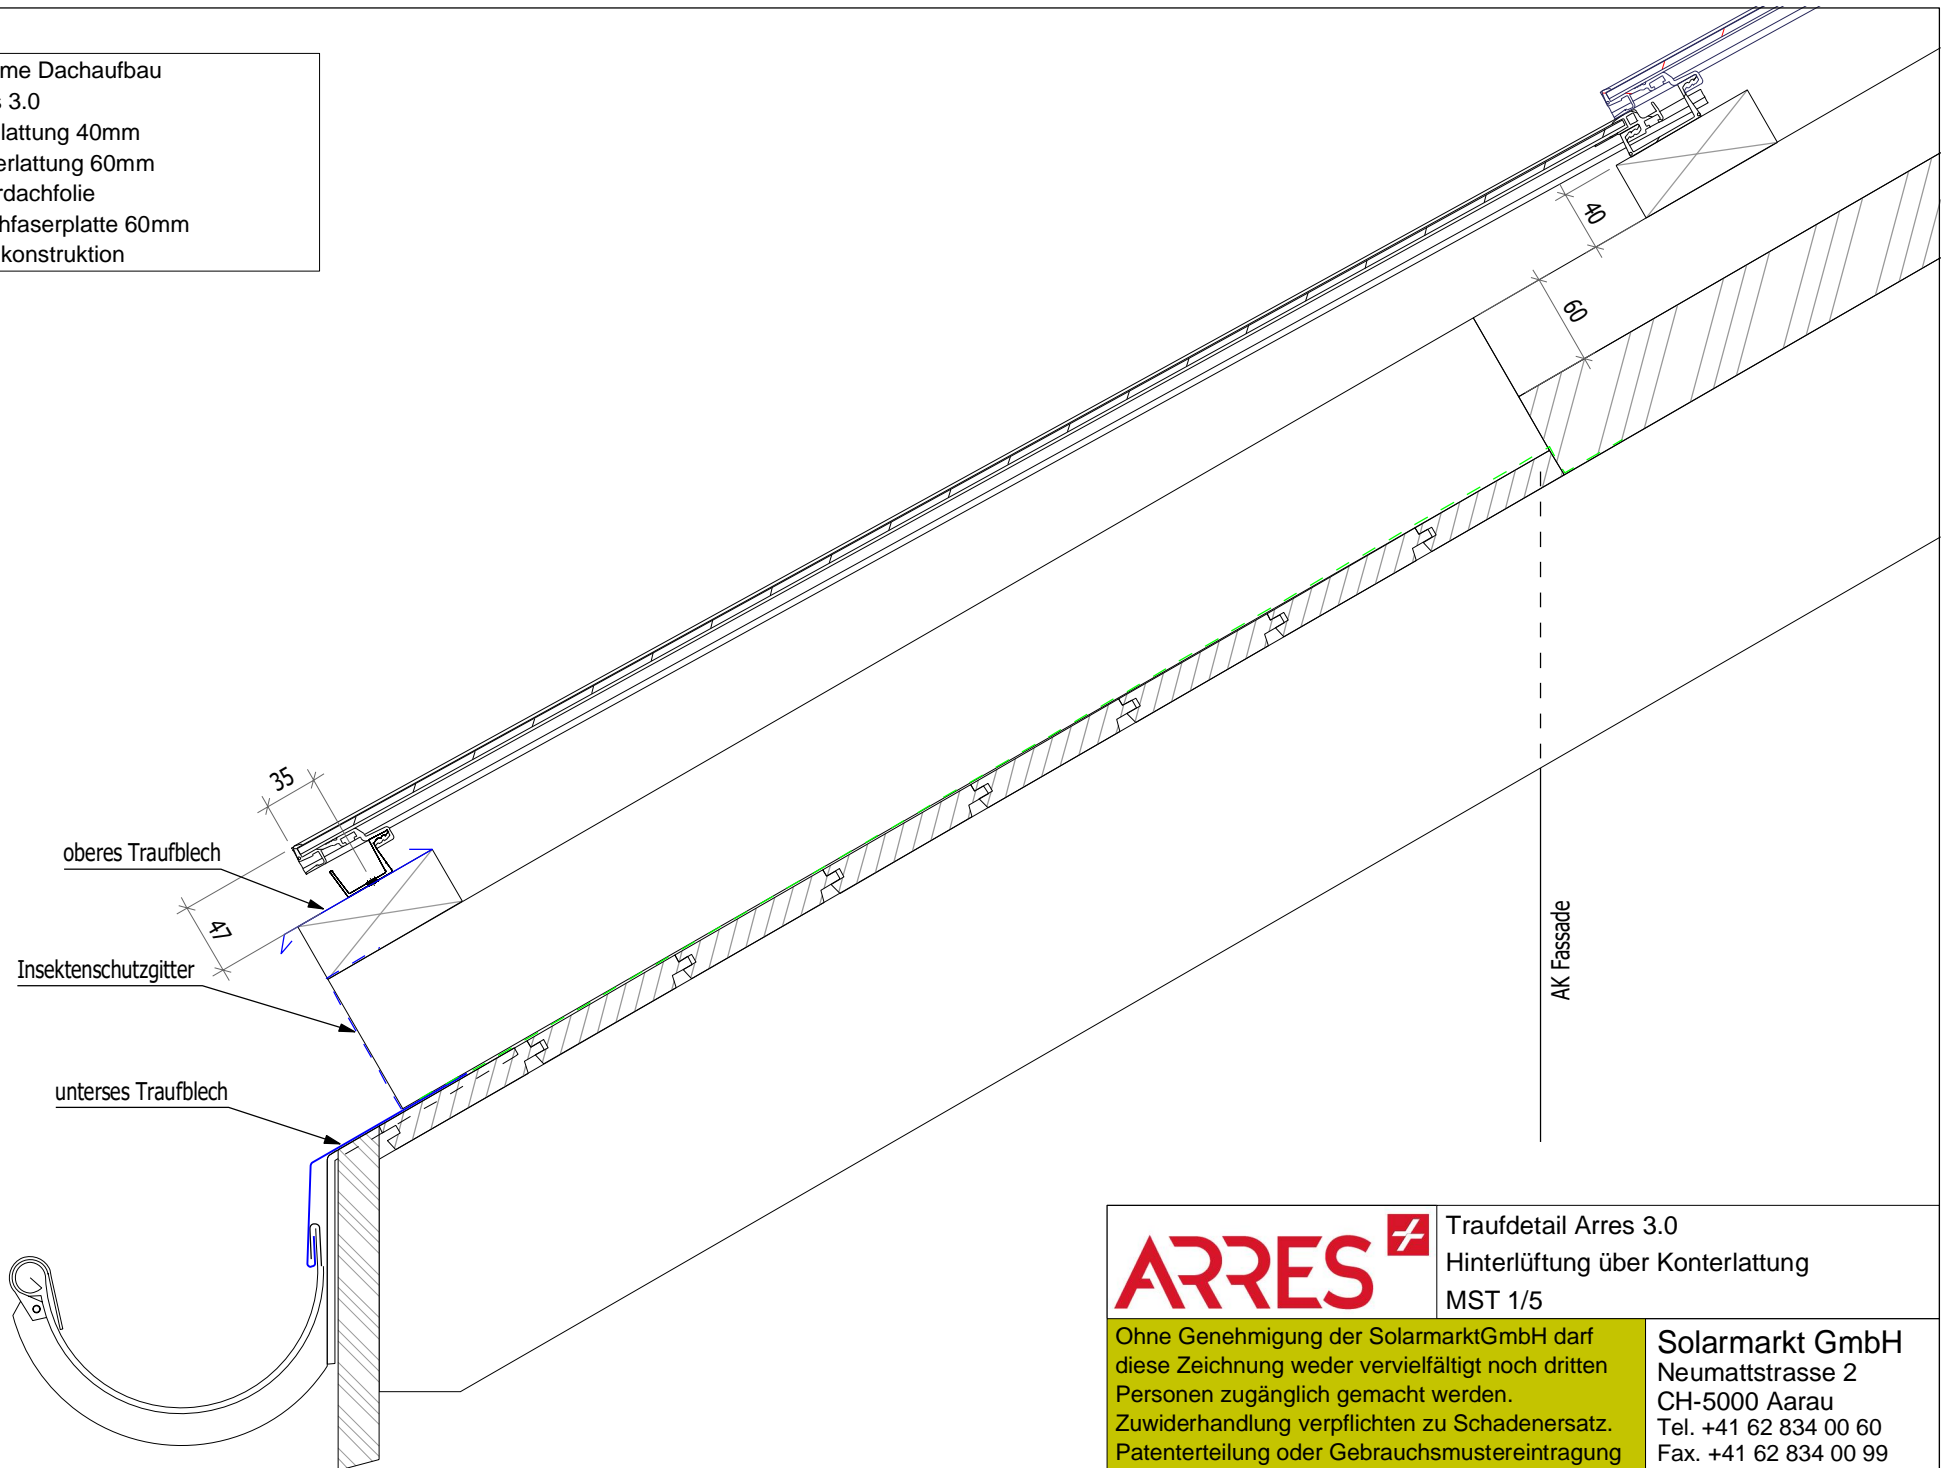 me Dachaufbau
s 3.0
lattung 40mm
erlattung 60mm
rdachfolie
hfaserplatte 60mm
konstruktion
40
60
35
oberes Traufblech
47
Insektenschutzgitter
AK Fassade
unterses Traufblech
ARRES
Traufdetail Arres 3.0
Hinterlüftung über Konterlattung
MST 1/5
Ohne Genehmigung der SolarmarktGmbH darf
diese Zeichnung weder vervielfältigt noch dritten
Personen zugänglich gemacht werden.
Zuwiderhandlung verpflichten zu Schadenersatz.
Patenterteilung oder Gebrauchsmustereintragung
Solarmarkt GmbH
Neumattstrasse 2
CH-5000 Aarau
Tel. +41 62 834 00 60
Fax. +41 62 834 00 99